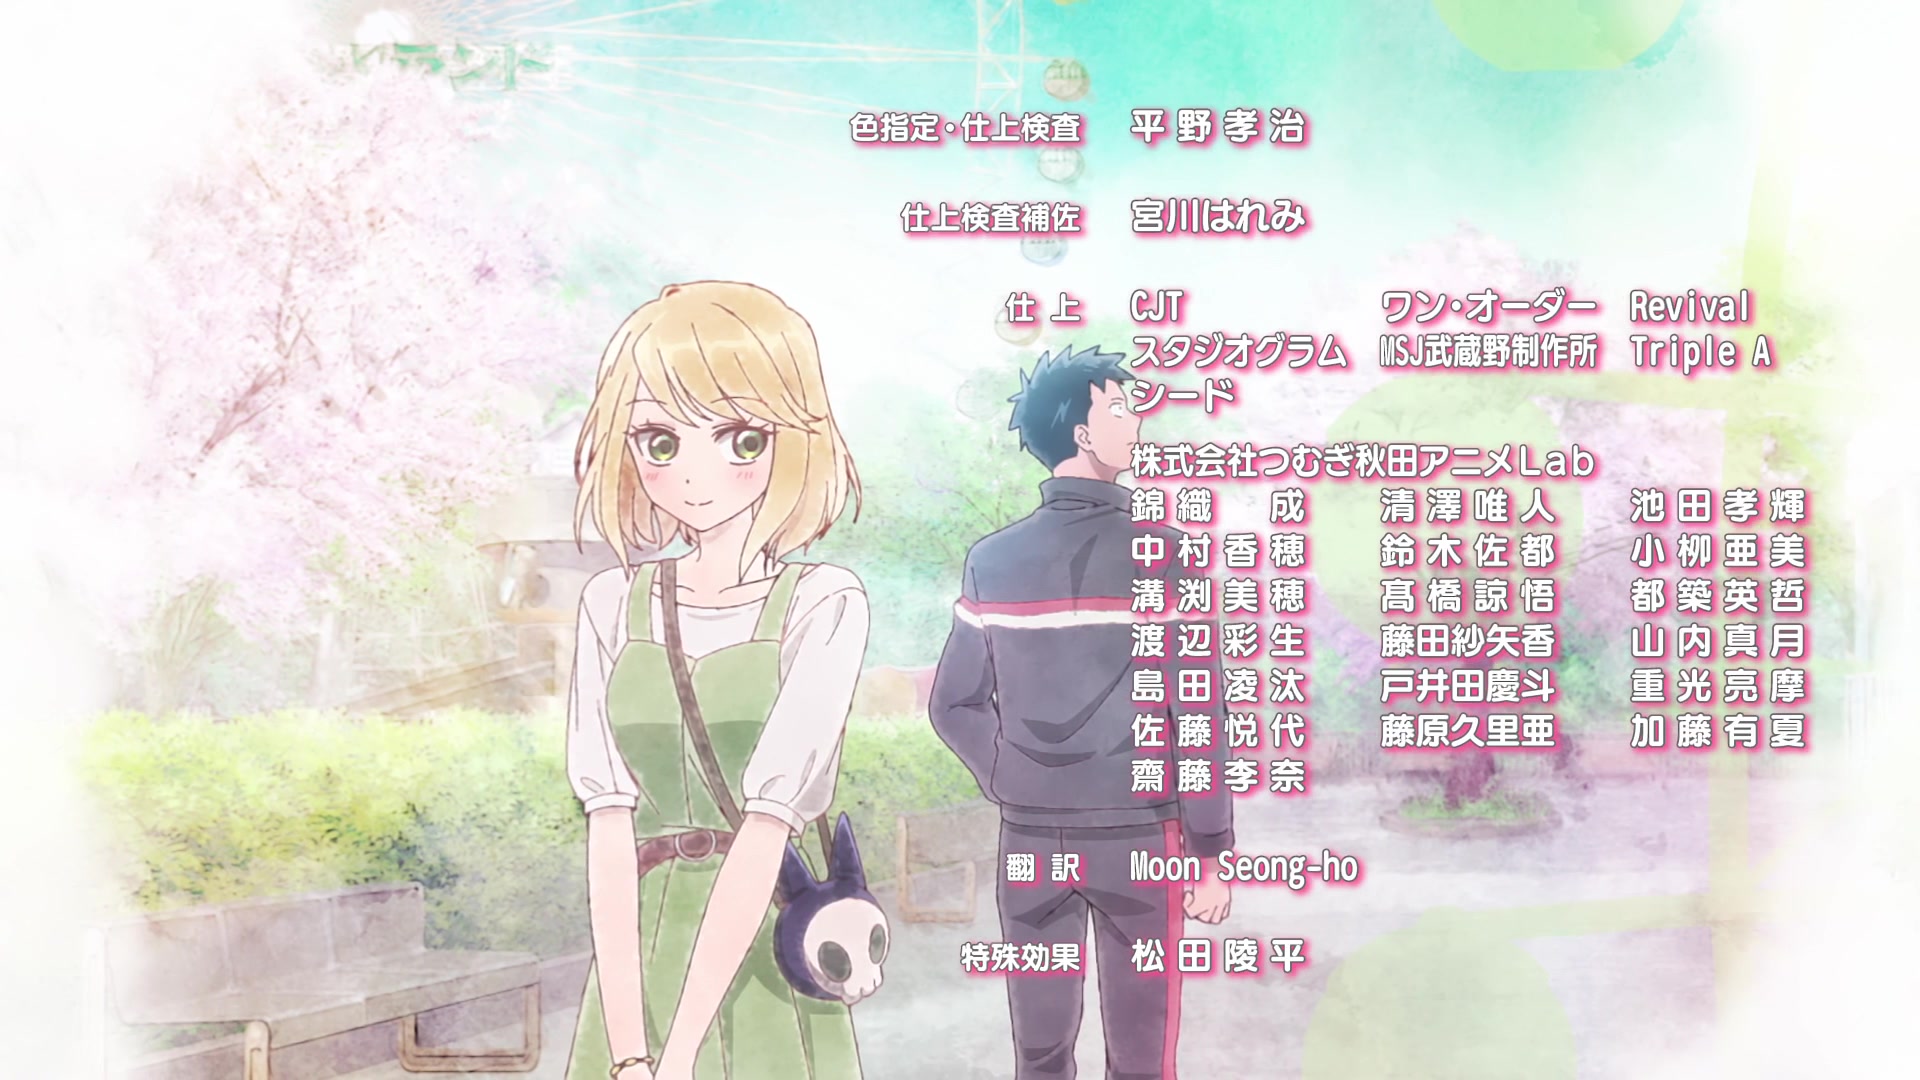 色指定・仕上検査 平野孝治
仕上検査補佐 宮川はれみ
仕上 CJT ワン・オーダー Revival
スタジオグラム MSJ武蔵野制作所 Triple A
シード
株式会社つむぎ秋田アニメLab
錦織 成 清澤唯人 池田孝輝
中村香穂 鈴木佐都 小栁亜美
溝渕美穂 髙橋諒悟 都築英哲
渡辺彩生 藤田紗矢香 山内真月
島田凌汰 戸井田慶斗 重光亮摩
佐藤悦代 藤原久里亜 加藤有夏
齋藤李奈
翻訳 Moon Seong-ho
特殊効果 松田陵平